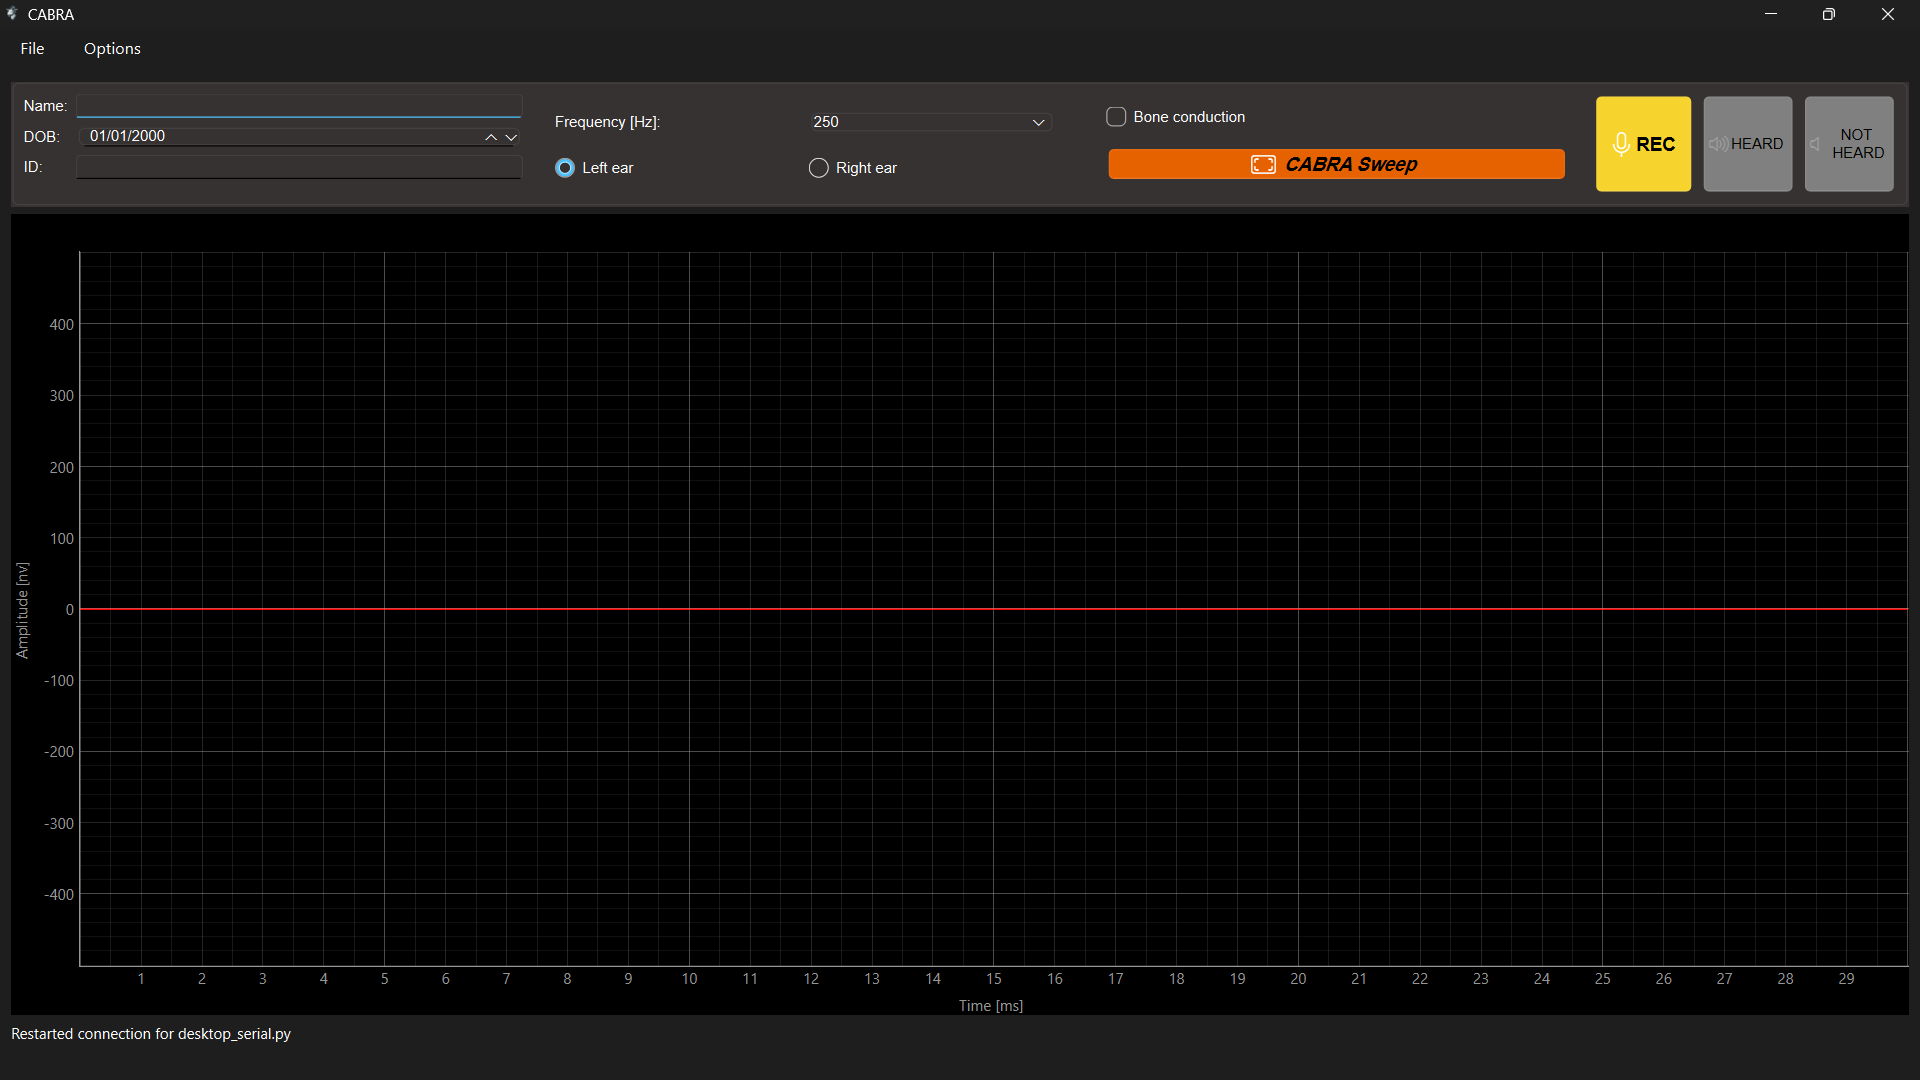 CABRA
File Options
Name:
DOB: 01/01/2000
ID:
Frequency [Hz]: 250
Left ear Right ear
Bone conduction
CABRA Sweep
REC
HEARD
NOT
HEARD
400
300
200
100
0
-100
-200
-300
-400
Amplitude [nv]
1 2 3 4 5 6 7 8 9 10 11 12 13 14 15 16 17 18 19 20 21 22 23 24 25 26 27 28 29
Time [ms]
Restarted connection for desktop_serial.py